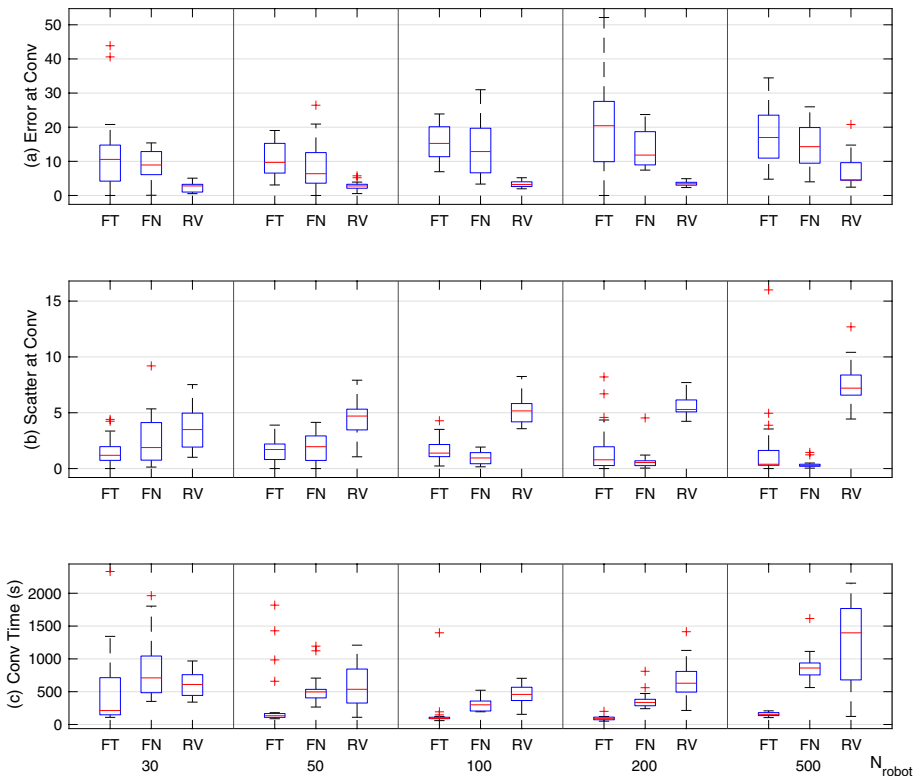 (a) Error at Conv
50
40
30
20
10
0
FT FN RV FT FN RV FT FN RV FT FN RV FT FN RV
(b) Scatter at Conv
15
10
5
0
FT FN RV FT FN RV FT FN RV FT FN RV FT FN RV
(c) Conv Time (s)
2000
1500
1000
500
0
FT FN RV FT FN RV FT FN RV FT FN RV FT FN RV
30 50 100 200 500 N_robot